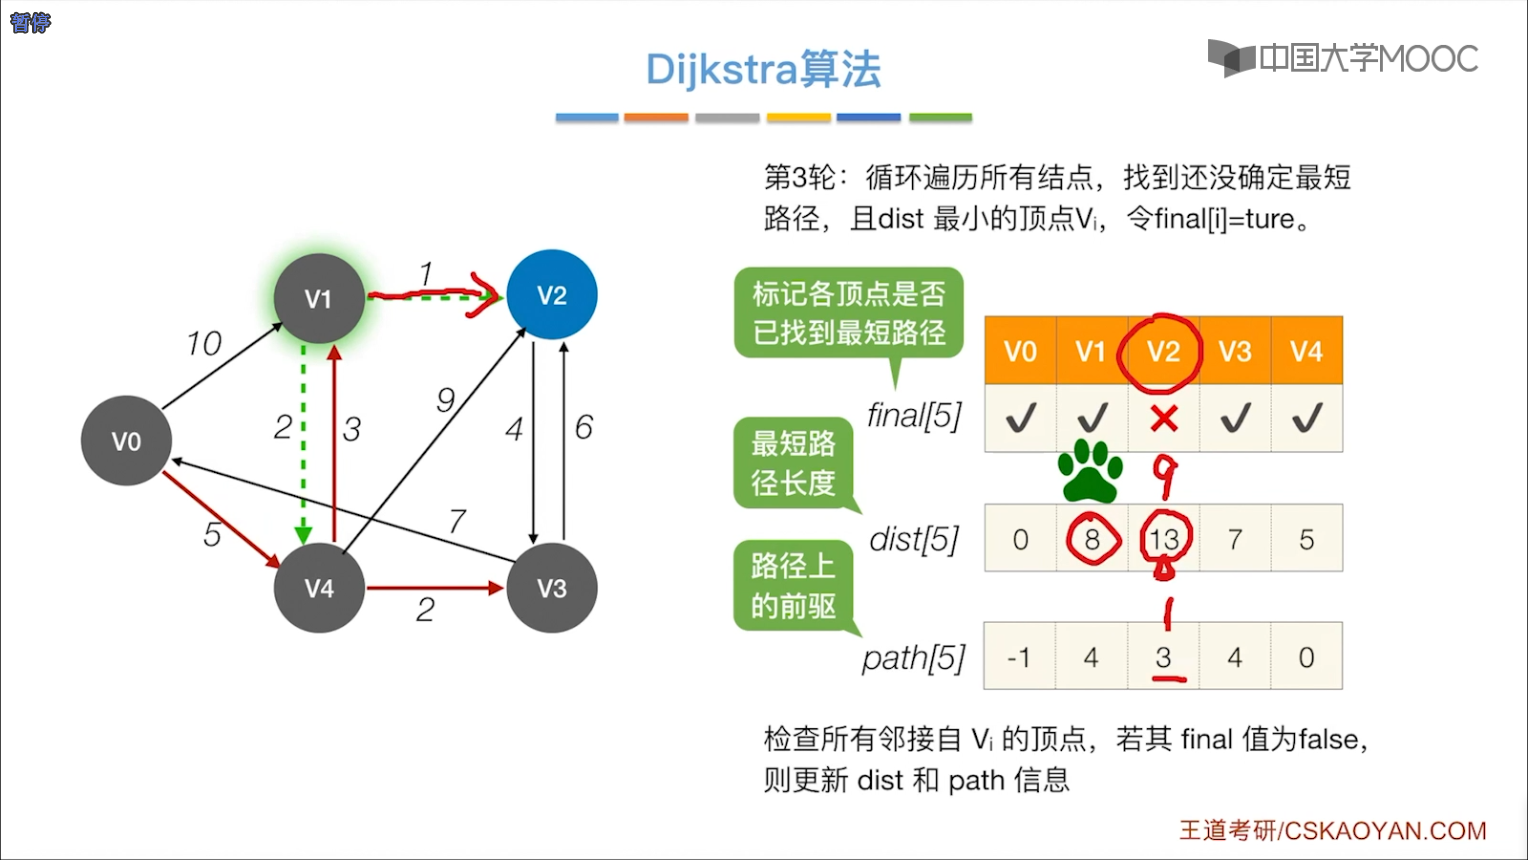 暂停
中国大学MOOC
Dijkstra算法
第3轮：循环遍历所有结点，找到还没确定最短
路径，且dist 最小的顶点Vᵢ，令final[i]=ture。
标记各顶点是否
已找到最短路径
V0 V1 V2 V3 V4
final[5] ✓ ✓ ✕ ✓ ✓
9
最短路
径长度
dist[5] 0 8 13 7 5
路径上
的前驱
1
path[5] -1 4 3 4 0
检查所有邻接自 Vᵢ 的顶点，若其 final 值为false，
则更新 dist 和 path 信息
V1
1
V2
10
9
2
3
4
6
V0
7
5
V4
2
V3
王道考研/CSKAOYAN.COM